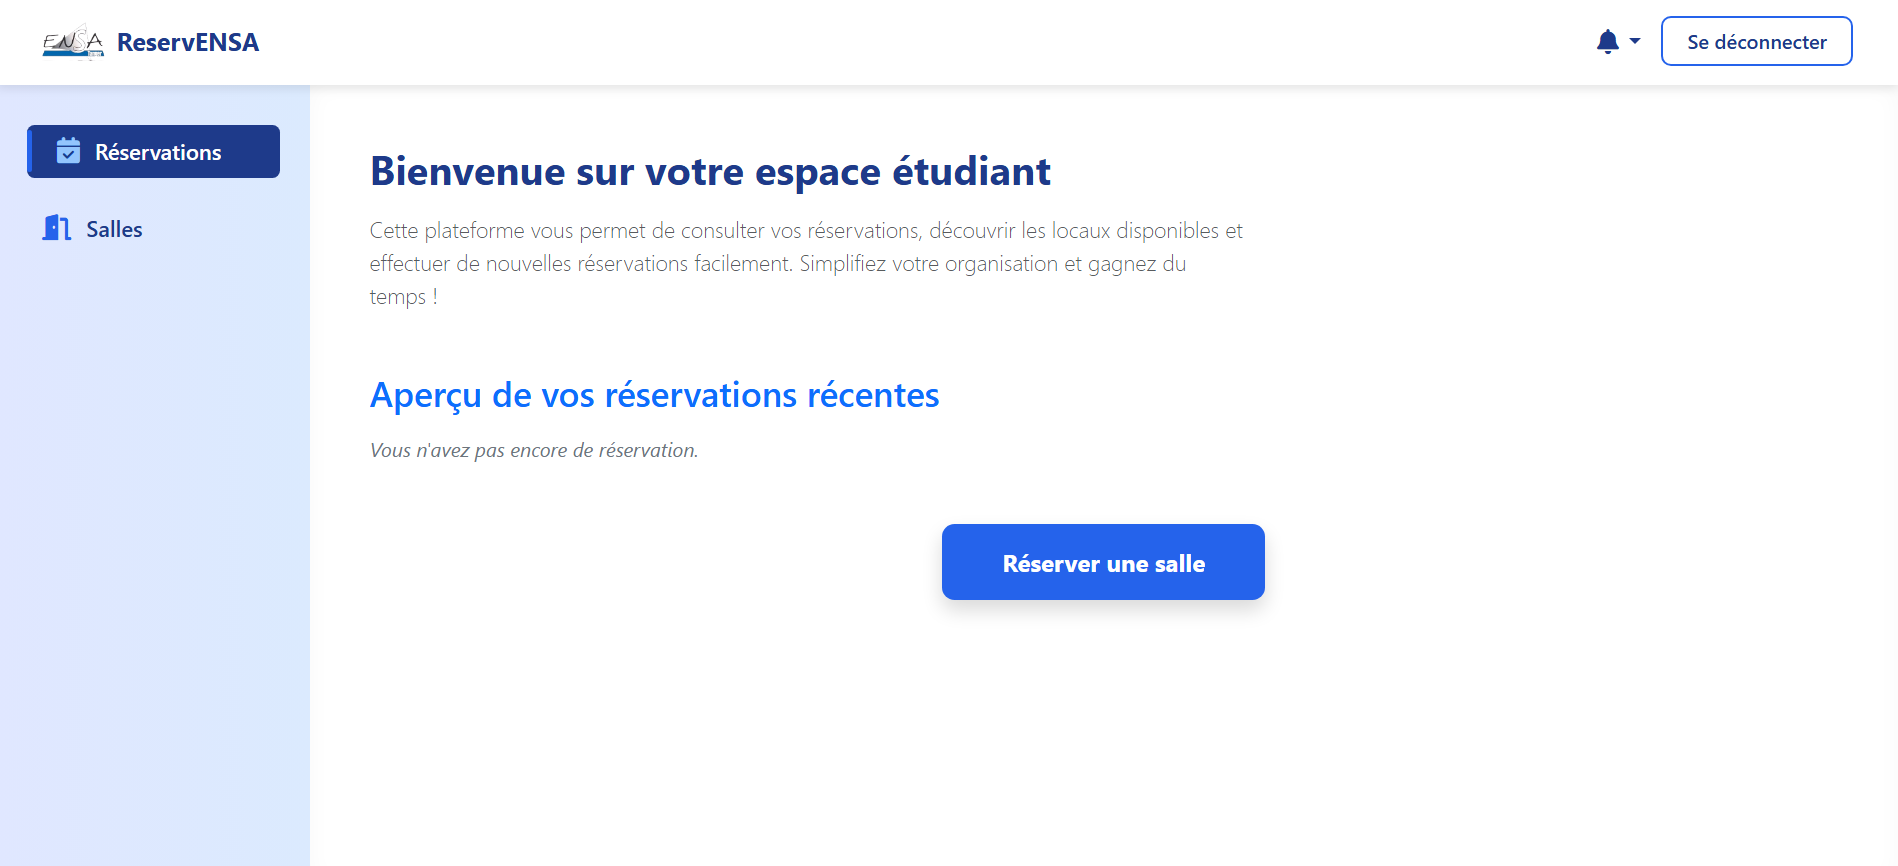 ENSA
ReservENSA
Se déconnecter
Réservations
Salles
Bienvenue sur votre espace étudiant
Cette plateforme vous permet de consulter vos réservations, découvrir les locaux disponibles et
effectuer de nouvelles réservations facilement. Simplifiez votre organisation et gagnez du
temps !
Aperçu de vos réservations récentes
Vous n'avez pas encore de réservation.
Réserver une salle